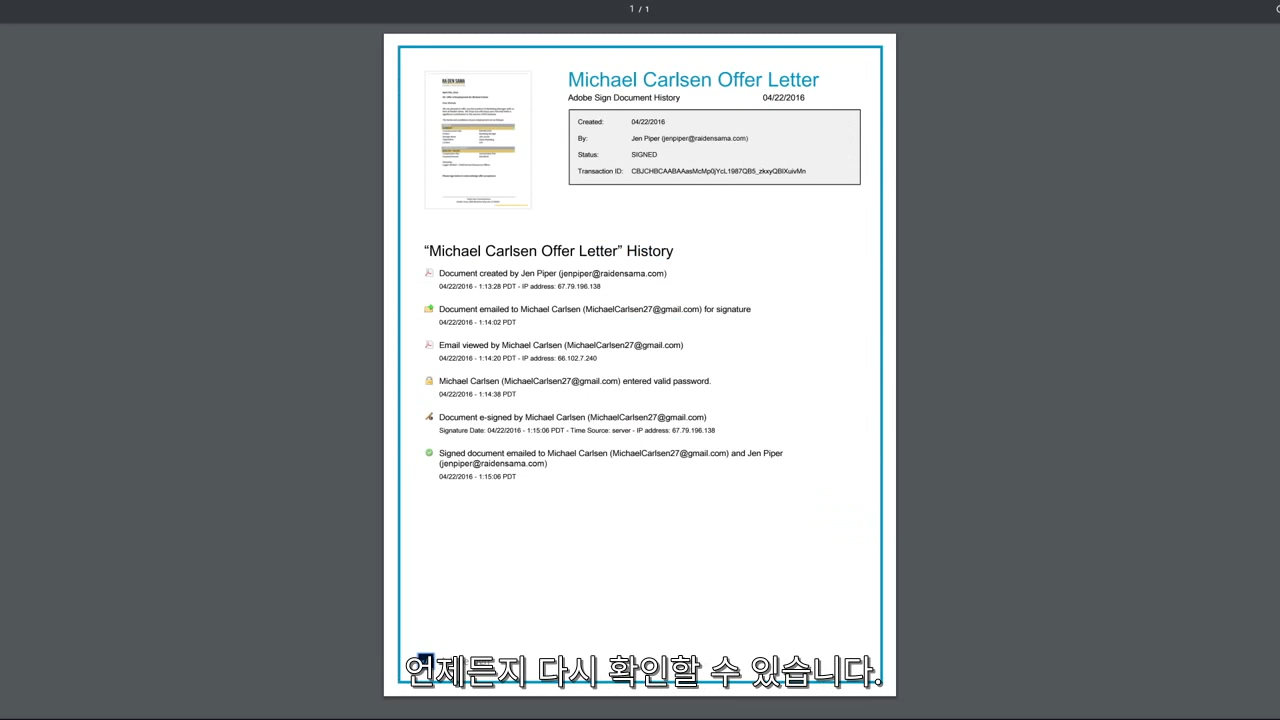 1 / 1
RAIDEN SAMA
Michael Carlsen Offer Letter
Adobe Sign Document History 04/22/2016
Created: 04/22/2016
By: Jen Piper (jenpiper@raidensama.com)
Status: SIGNED
Transaction ID: CBJCHBCAABAAasMcMp0jYcL1987QB5_zkxyQBlXuivMn
“Michael Carlsen Offer Letter” History
Document created by Jen Piper (jenpiper@raidensama.com)
04/22/2016 - 1:13:28 PDT - IP address: 67.79.196.138
Document emailed to Michael Carlsen (MichaelCarlsen27@gmail.com) for signature
04/22/2016 - 1:14:02 PDT
Email viewed by Michael Carlsen (MichaelCarlsen27@gmail.com)
04/22/2016 - 1:14:20 PDT - IP address: 66.102.7.240
Michael Carlsen (MichaelCarlsen27@gmail.com) entered valid password.
04/22/2016 - 1:14:38 PDT
Document e-signed by Michael Carlsen (MichaelCarlsen27@gmail.com)
Signature Date: 04/22/2016 - 1:15:06 PDT - Time Source: server - IP address: 67.79.196.138
Signed document emailed to Michael Carlsen (MichaelCarlsen27@gmail.com) and Jen Piper
(jenpiper@raidensama.com)
04/22/2016 - 1:15:06 PDT
언제든지 다시 확인할 수 있습니다.